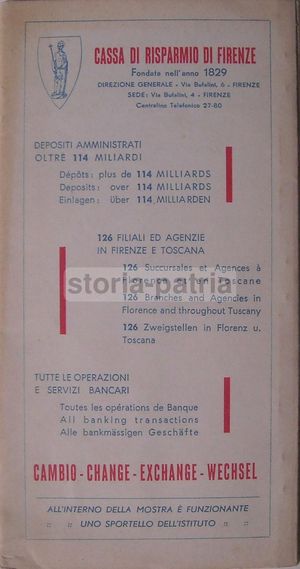 CASSA DI RISPARMIO DI FIRENZE
Fondata nell'anno 1829
DIREZIONE GENERALE - Via Bufalini, 6 - FIRENZE
SEDE: Via Bufalini, 4 - FIRENZE
Centralino Telefonico 27-80
DEPOSITI AMMINISTRATI
OLTRE 114 MILIARDI
Dépôts: plus de 114 MILLIARDS
Deposits: over 114 MILLIARDS
Einlagen: über 114 MILLIARDEN
126 FILIALI ED AGENZIE
IN FIRENZE E TOSCANA
126 Succursales et Agences à
Florence et en Toscane
storia-patria
126 Branches and Agencies in
Florence and throughout Tuscany
126 Zweigstellen in Florenz u.
Toscana
TUTTE LE OPERAZIONI
E SERVIZI BANCARI
Toutes les opérations de Banque
All banking transactions
Alle bankmässigen Geschäfte
CAMBIO - CHANGE - EXCHANGE - WECHSEL
ALL'INTERNO DELLA MOSTRA È FUNZIONANTE
UNO SPORTELLO DELL'ISTITUTO